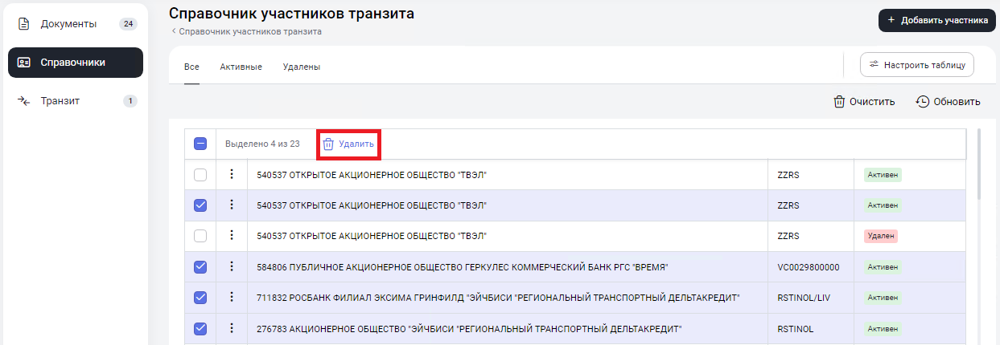 Документы 24
Справочники
Транзит 1
Справочник участников транзита
< Справочник участников транзита
+ Добавить участника
Все Активные Удалены
Настроить таблицу
Очистить Обновить
Выделено 4 из 23 Удалить
540537 ОТКРЫТОЕ АКЦИОНЕРНОЕ ОБЩЕСТВО "ТВЭЛ" ZZRS Активен
540537 ОТКРЫТОЕ АКЦИОНЕРНОЕ ОБЩЕСТВО "ТВЭЛ" ZZRS Активен
540537 ОТКРЫТОЕ АКЦИОНЕРНОЕ ОБЩЕСТВО "ТВЭЛ" ZZRS Удален
584806 ПУБЛИЧНОЕ АКЦИОНЕРНОЕ ОБЩЕСТВО ГЕРКУЛЕС КОММЕРЧЕСКИЙ БАНК РГС "ВРЕМЯ" VC0029800000 Активен
711832 РОСБАНК ФИЛИАЛ ЭКСИМА ГРИНФИЛД "ЭЙЧБИСИ "РЕГИОНАЛЬНЫЙ ТРАНСПОРТНЫЙ ДЕЛЬТАКРЕДИТ" RSTINOL/LIV Активен
276783 АКЦИОНЕРНОЕ ОБЩЕСТВО "ЭЙЧБИСИ "РЕГИОНАЛЬНЫЙ ТРАНСПОРТНЫЙ ДЕЛЬТАКРЕДИТ" RSTINOL Активен